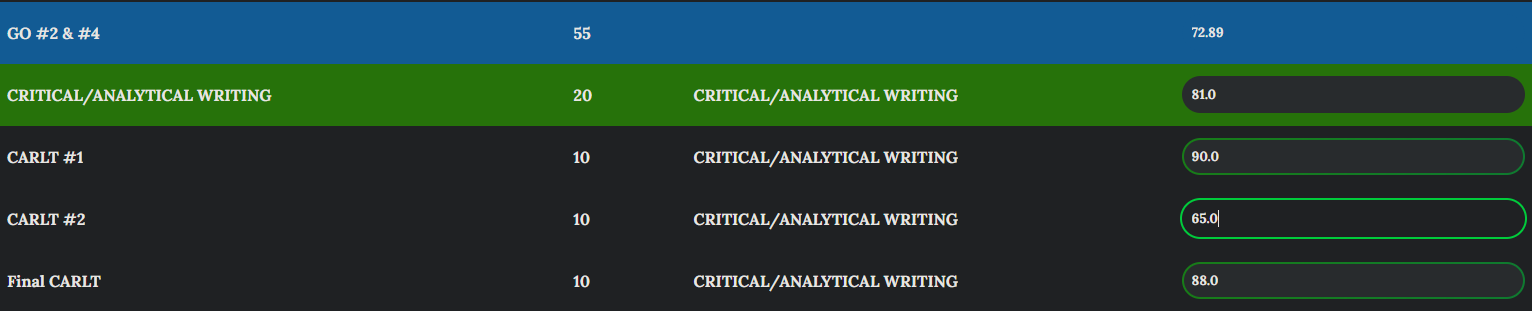 GO #2 & #4 55 72.89
CRITICAL/ANALYTICAL WRITING 20 CRITICAL/ANALYTICAL WRITING 81.0
CARLT #1 10 CRITICAL/ANALYTICAL WRITING 90.0
CARLT #2 10 CRITICAL/ANALYTICAL WRITING 65.0
Final CARLT 10 CRITICAL/ANALYTICAL WRITING 88.0